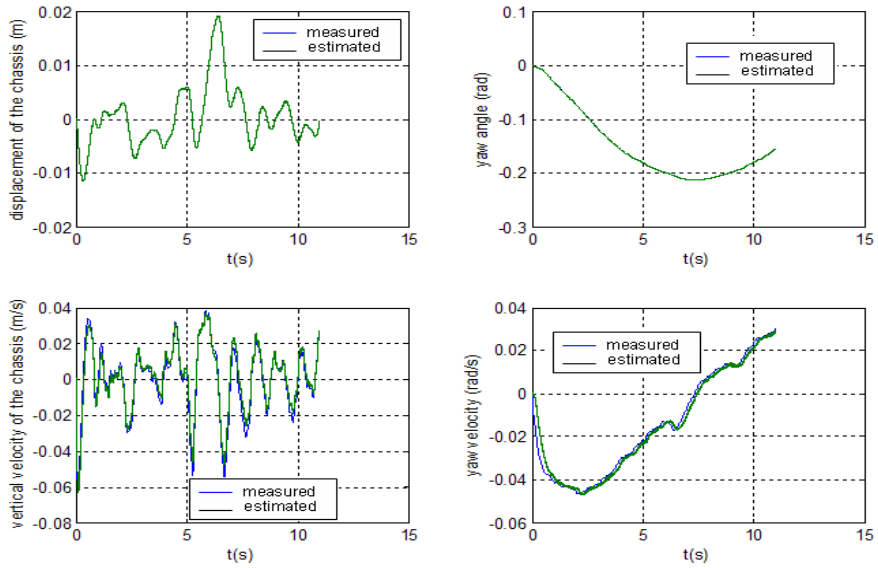 displacement of the chassis (m)
0.02
0.01
0
-0.01
-0.02
0
5
10
15
t(s)
measured
estimated
yaw angle (rad)
0.1
0
-0.1
-0.2
-0.3
0
5
10
15
t(s)
measured
estimated
vertical velocity of the chassis (m/s)
0.04
0.02
0
-0.02
-0.04
-0.06
-0.08
0
5
10
15
t(s)
measured
estimated
yaw velocity (rad/s)
0.04
0.02
0
-0.02
-0.04
-0.06
0
5
10
15
t(s)
measured
estimated